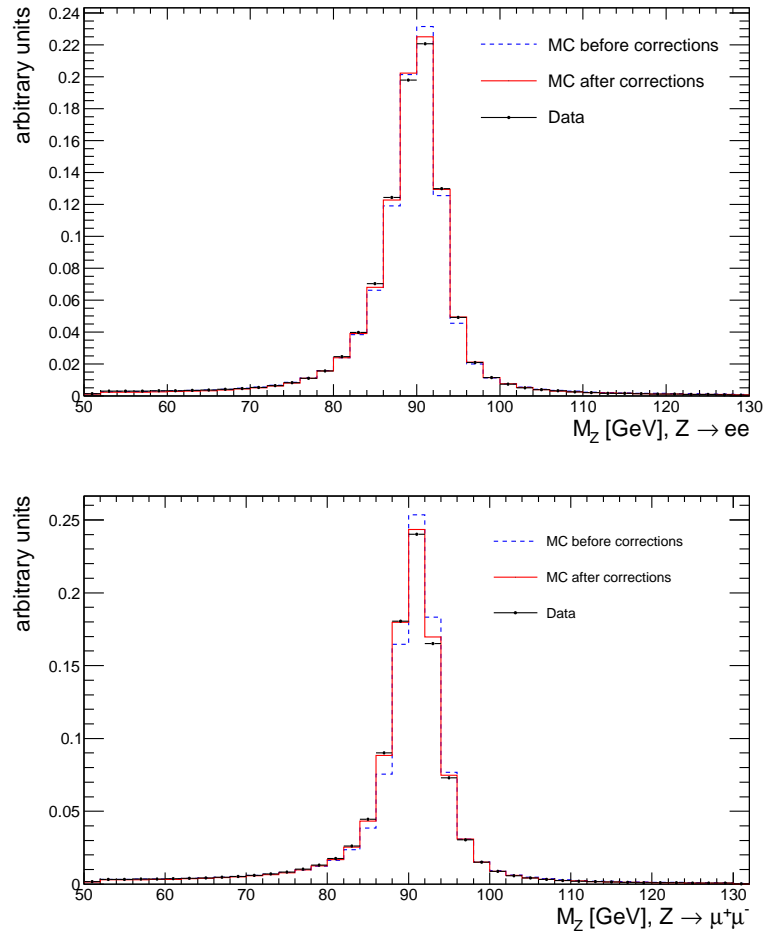 arbitrary units
0.24
0.22
0.2
0.18
0.16
0.14
0.12
0.1
0.08
0.06
0.04
0.02
0
MC before corrections
MC after corrections
Data
50 60 70 80 90 100 110 120 130
M_Z [GeV], Z → ee
arbitrary units
0.25
0.2
0.15
0.1
0.05
0
MC before corrections
MC after corrections
Data
50 60 70 80 90 100 110 120 130
M_Z [GeV], Z → μ⁺μ⁻